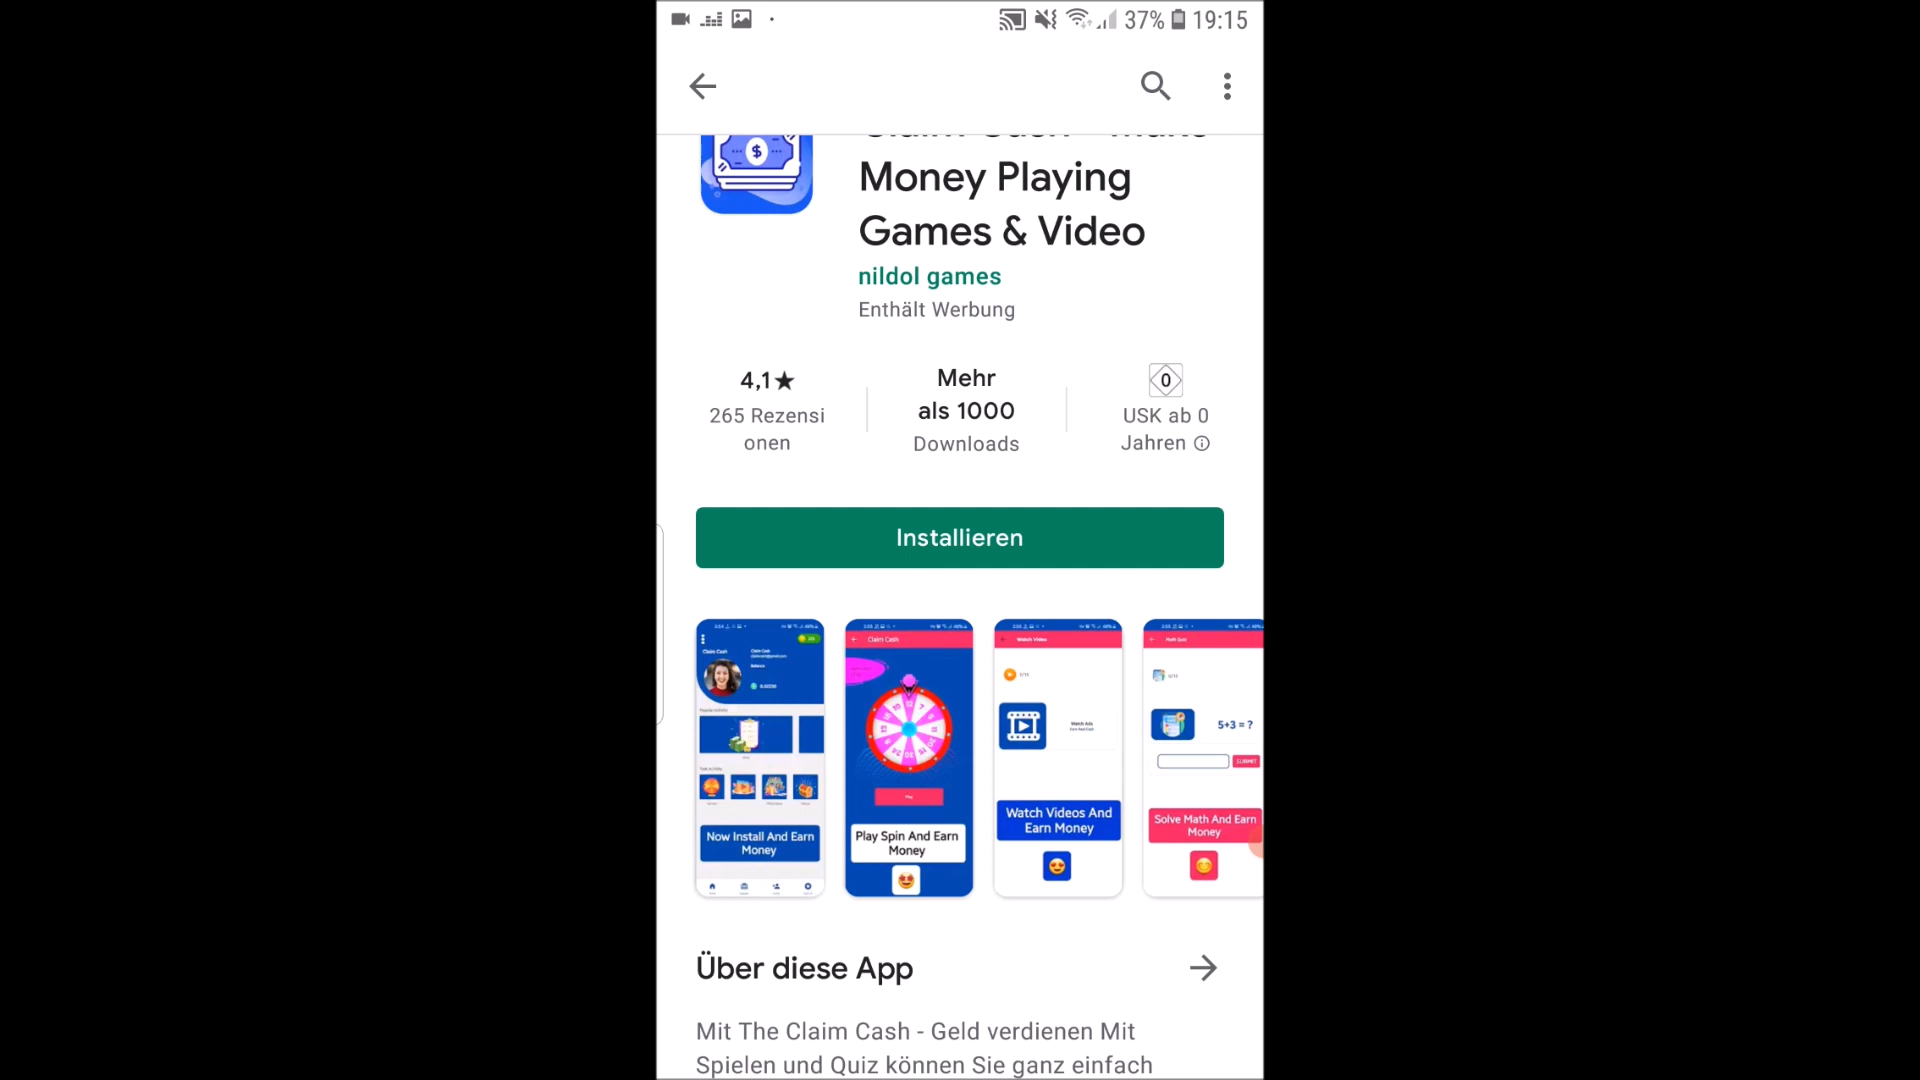 37% 19:15
Money Playing
Games & Video
nildol games
Enthält Werbung
4,1★
265 Rezensi
onen
Mehr
als 1000
Downloads
0
USK ab 0
Jahren
Installieren
Claim Cash
Now Install And Earn
Money
Claim Cash
Play Spin And Earn
Money
Watch Video
Watch Ads
Watch Videos And
Earn Money
Math Quiz
5+3 = ?
SUBMIT
Solve Math And Earn
Money
Über diese App
Mit The Claim Cash - Geld verdienen Mit
Spielen und Quiz können Sie ganz einfach